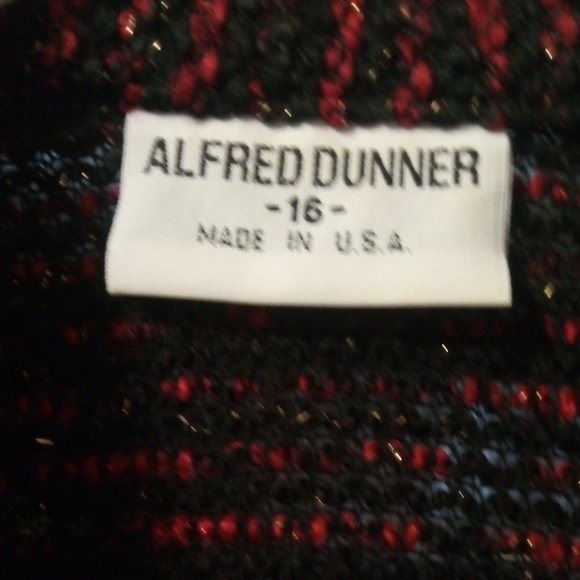 ALFRED DUNNER
-16-
MADE IN U.S.A.